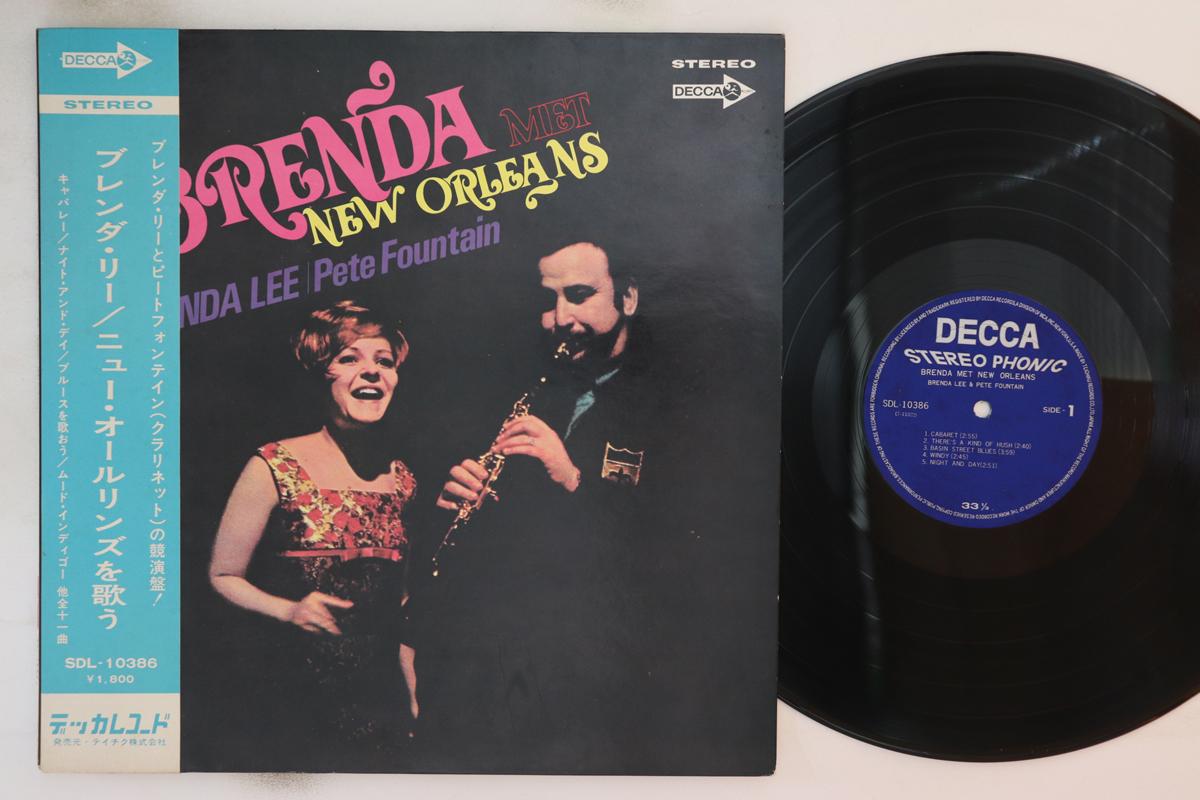 DECCA
STEREO
ブレンダ・リーとピートフォンテイン(クラリネット)の競演盤!
ブレンダ・リー/ニュー・オールリンズを歌う
キャバレー/ナイト・アンド・デイ/ブルースを歌おう/ムード・インディゴー 他全十一曲
SDL-10386
¥1,800
デッカレコード
発売元・テイチク株式会社
BRENDA MET
NEW ORLEANS
NDA LEE | Pete Fountain
STEREO
DECCA
DECCA
STEREO PHONIC
BRENDA MET NEW ORLEANS
BRENDA LEE & PETE FOUNTAIN
SDL-10386
SIDE-1
1. CABARET (2:55)
2. THERE'S A KIND OF HUSH (2:40)
3. BASIN STREET BLUES (3:59)
4. WINDY (2:45)
5. NIGHT AND DAY (2:51)
33 1/3